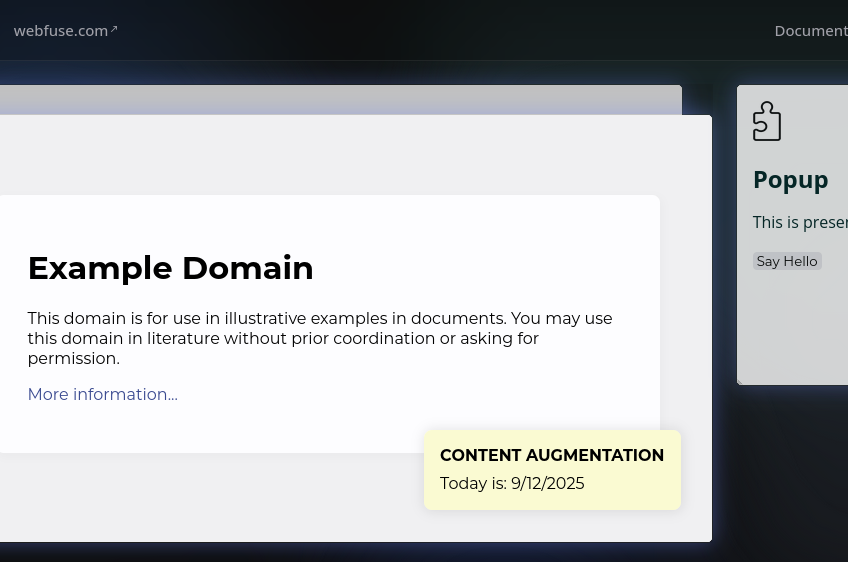 webfuse.com↗
Document
Popup
This is presen
Say Hello
Example Domain
This domain is for use in illustrative examples in documents. You may use
this domain in literature without prior coordination or asking for
permission.
More information...
CONTENT AUGMENTATION
Today is: 9/12/2025